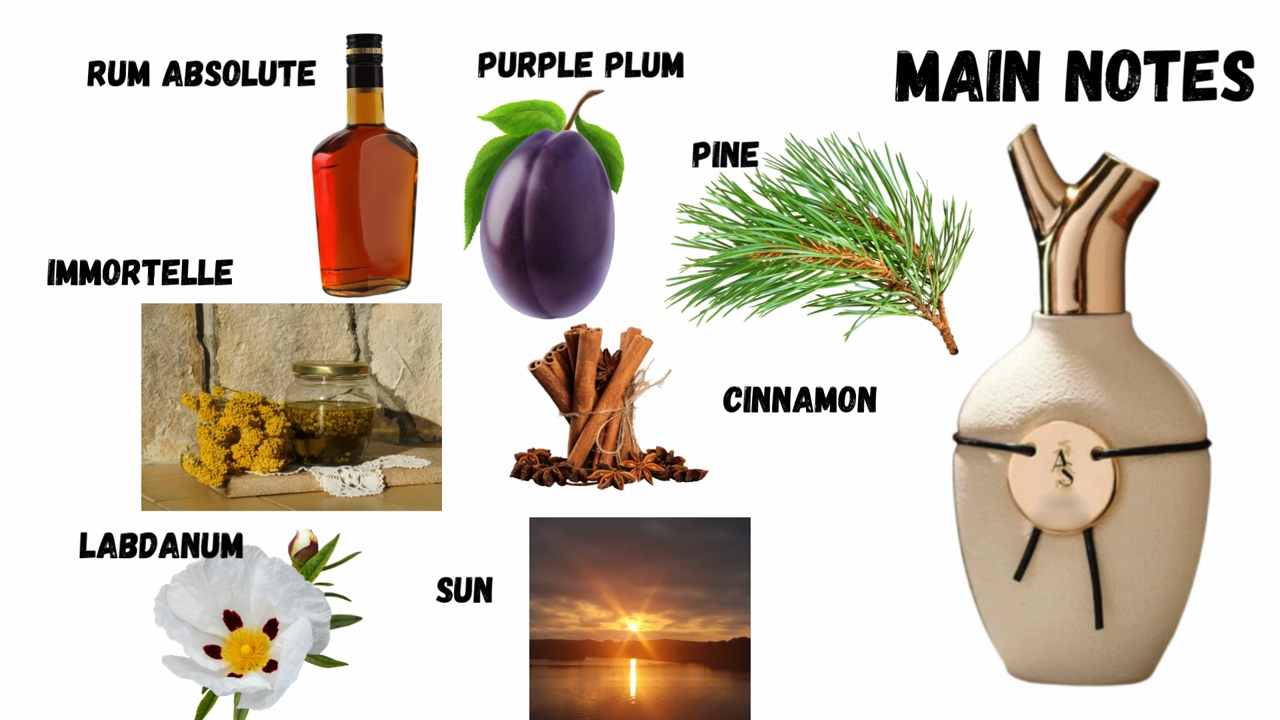 MAIN NOTES
RUM ABSOLUTE
PURPLE PLUM
PINE
IMMORTELLE
CINNAMON
LABDANUM
SUN
AS